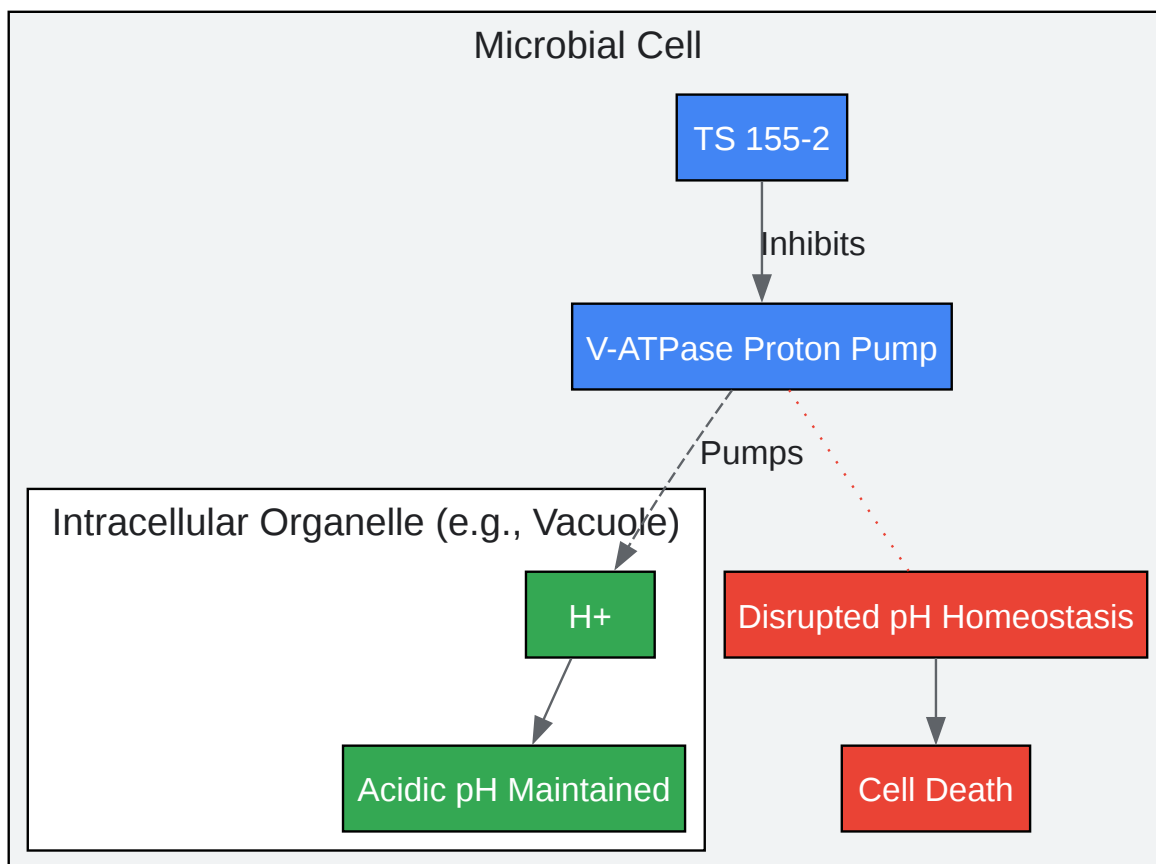 Microbial Cell
TS 155-2
Inhibits
V-ATPase Proton Pump
Pumps
Intracellular Organelle (e.g., Vacuole)
H+
Disrupted pH Homeostasis
Acidic pH Maintained
Cell Death